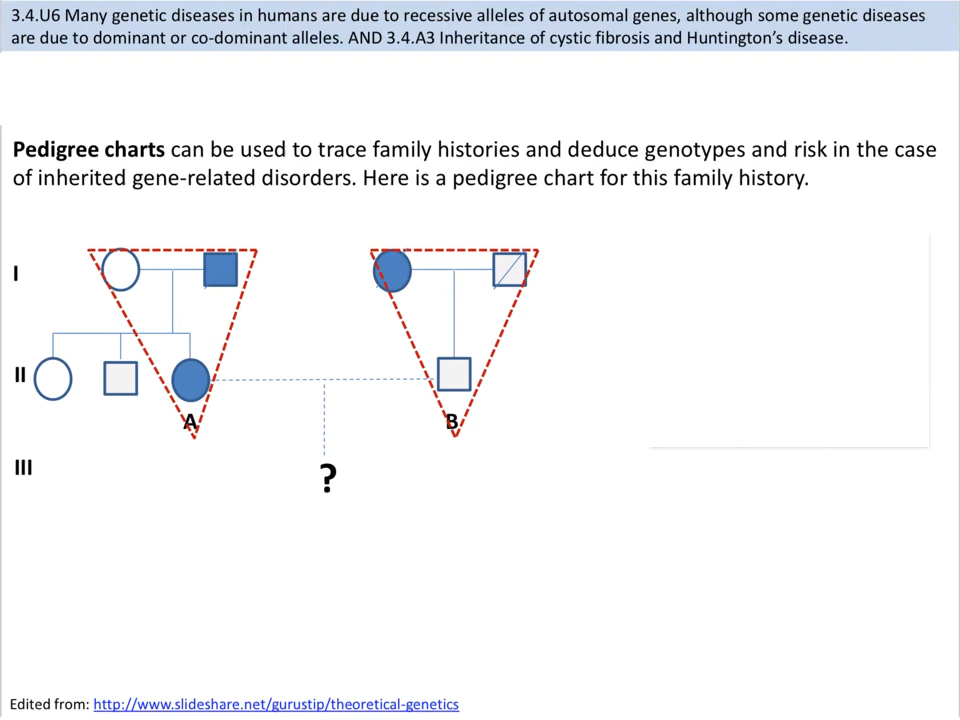 3.4.U6 Many genetic diseases in humans are due to recessive alleles of autosomal genes, although some genetic diseases
are due to dominant or co-dominant alleles. AND 3.4.A3 Inheritance of cystic fibrosis and Huntington’s disease.
Pedigree charts can be used to trace family histories and deduce genotypes and risk in the case
of inherited gene-related disorders. Here is a pedigree chart for this family history.
I
II
A
B
III
?
Edited from: http://www.slideshare.net/gurustip/theoretical-genetics